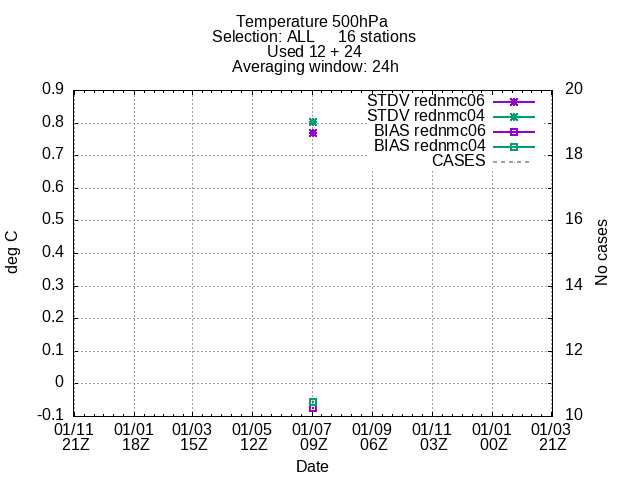 Temperature 500hPa
Selection: ALL 16 stations
Used 12 + 24
Averaging window: 24h
0.9
0.8
0.7
0.6
0.5
0.4
0.3
0.2
0.1
0
-0.1
deg C
STDV rednmc06
STDV rednmc04
BIAS rednmc06
BIAS rednmc04
CASES
20
18
16
14
12
10
No cases
01/11 01/01 01/03 01/05 01/07 01/09 01/11 01/01 01/03
21Z 18Z 15Z 12Z 09Z 06Z 03Z 00Z 21Z
Date